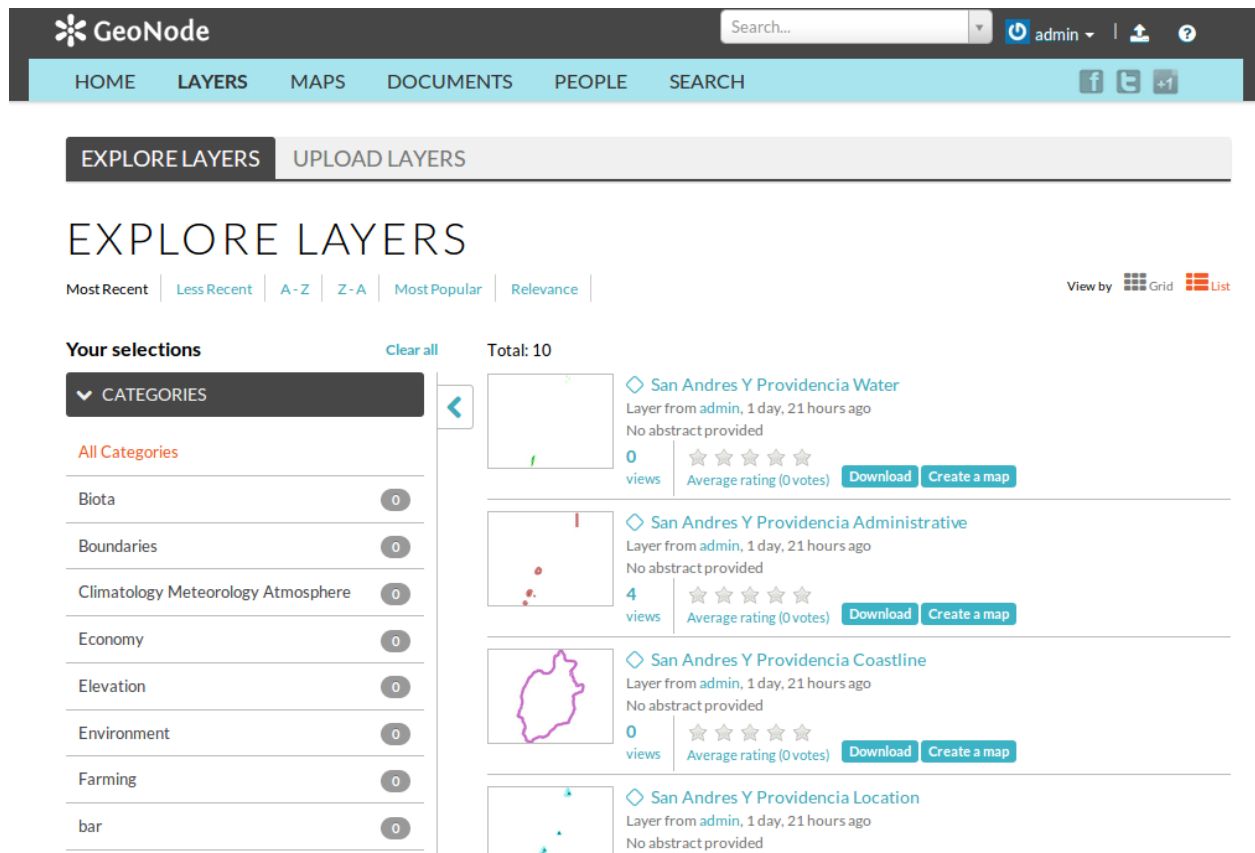 GeoNode
Search...
admin
HOME LAYERS MAPS DOCUMENTS PEOPLE SEARCH
f t +1
EXPLORE LAYERS UPLOAD LAYERS
EXPLORE LAYERS
Most Recent Less Recent A - Z Z - A Most Popular Relevance
View by Grid List
Your selections Clear all
CATEGORIES
All Categories
Biota 0
Boundaries 0
Climatology Meteorology Atmosphere 0
Economy 0
Elevation 0
Environment 0
Farming 0
bar 0
Total: 10
San Andres Y Providencia Water
Layer from admin, 1 day, 21 hours ago
No abstract provided
0
views Average rating (0 votes) Download Create a map
San Andres Y Providencia Administrative
Layer from admin, 1 day, 21 hours ago
No abstract provided
4
views Average rating (0 votes) Download Create a map
San Andres Y Providencia Coastline
Layer from admin, 1 day, 21 hours ago
No abstract provided
0
views Average rating (0 votes) Download Create a map
San Andres Y Providencia Location
Layer from admin, 1 day, 21 hours ago
No abstract provided